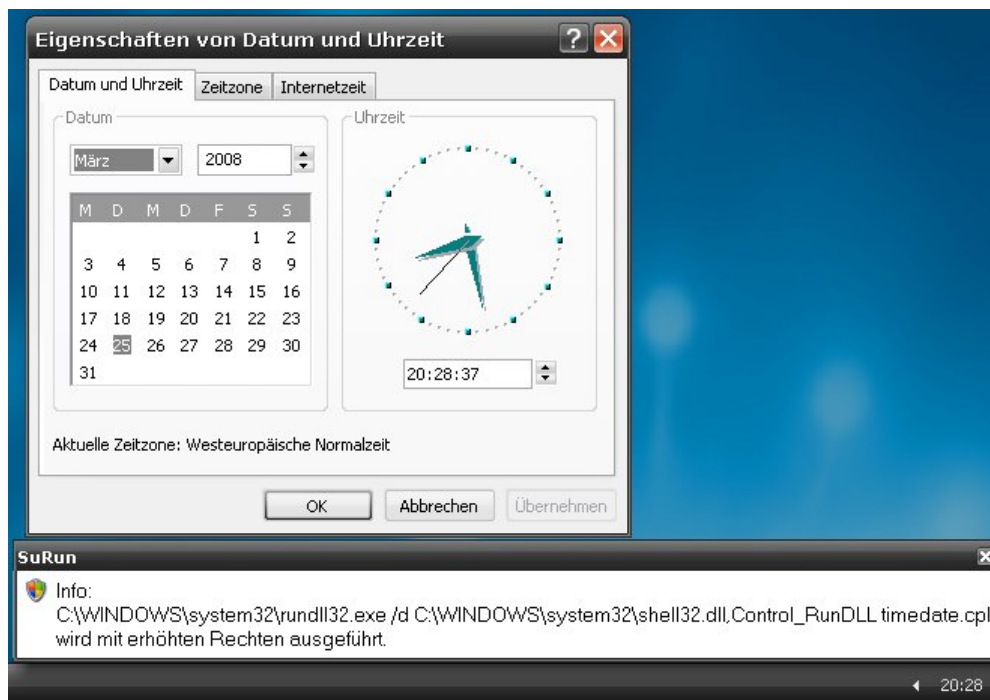 Eigenschaften von Datum und Uhrzeit
Datum und Uhrzeit Zeitzone Internetzeit
Datum
März 2008
M D M D F S S
1 2
3 4 5 6 7 8 9
10 11 12 13 14 15 16
17 18 19 20 21 22 23
24 25 26 27 28 29 30
31
Uhrzeit
20:28:37
Aktuelle Zeitzone: Westeuropäische Normalzeit
OK Abbrechen Übernehmen
SuRun
Info:
C:\WINDOWS\system32\rundll32.exe /d C:\WINDOWS\system32\shell32.dll,Control_RunDLL timedate.cpl
wird mit erhöhten Rechten ausgeführt.
20:28